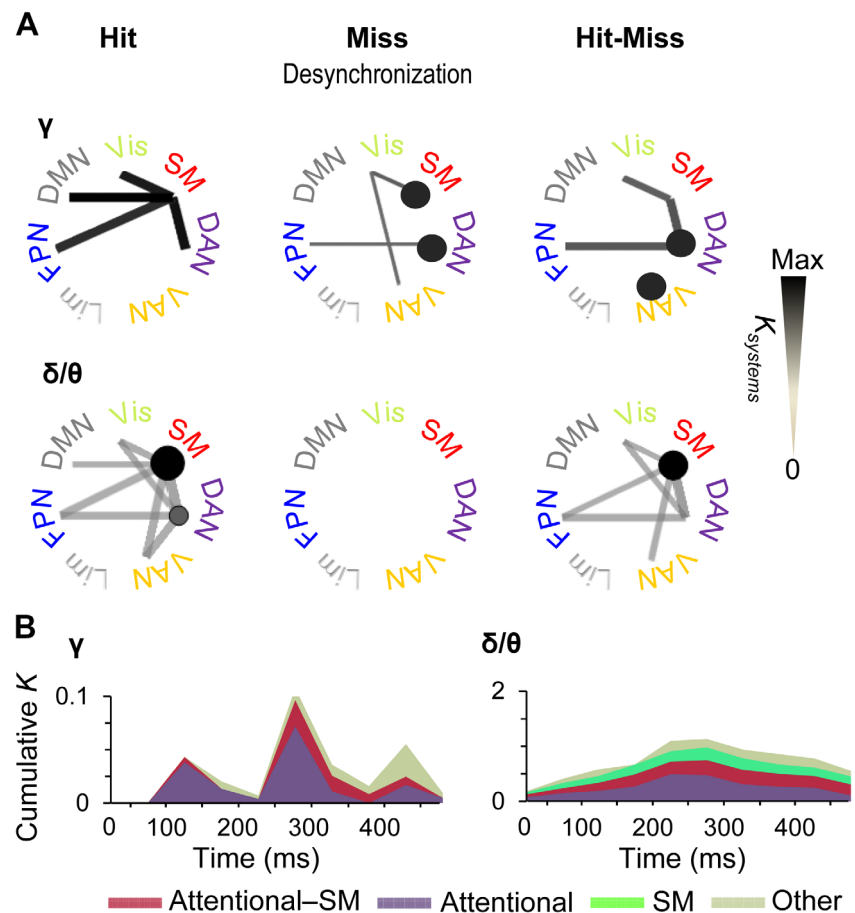 A
Hit Miss Hit-Miss
Desynchronization
γ
Vis SM DAN VAN Lim FPN DMN
Vis SM DAN VAN Lim FPN DMN
Vis SM DAN VAN Lim FPN DMN
Max
K systems
0
δ/θ
Vis SM DAN VAN Lim FPN DMN
Vis SM DAN VAN Lim FPN DMN
Vis SM DAN VAN Lim FPN DMN
B
γ δ/θ
Cumulative K
0.1
0
0 100 200 300 400
Time (ms)
2
0
0 100 200 300 400
Time (ms)
Attentional–SM Attentional SM Other